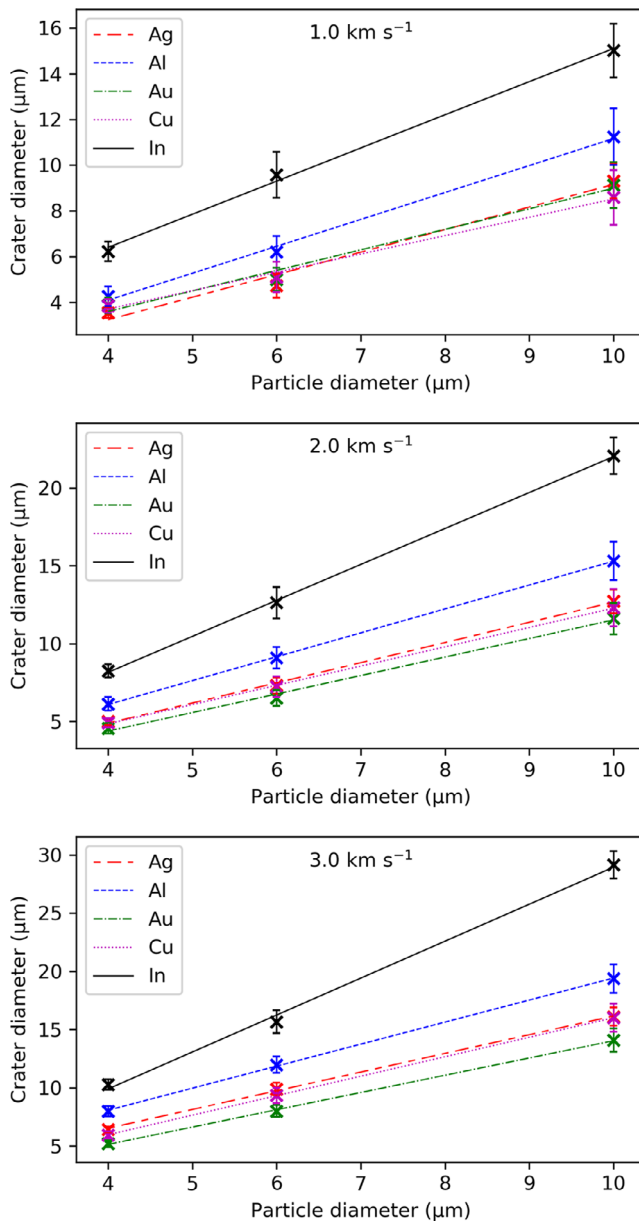 1.0 km s⁻¹
Ag
Al
Au
Cu
In
Crater diameter (μm)
16
14
12
10
8
6
4
4 5 6 7 8 9 10
Particle diameter (μm)
2.0 km s⁻¹
Ag
Al
Au
Cu
In
Crater diameter (μm)
20
15
10
5
4 5 6 7 8 9 10
Particle diameter (μm)
3.0 km s⁻¹
Ag
Al
Au
Cu
In
Crater diameter (μm)
30
25
20
15
10
5
4 5 6 7 8 9 10
Particle diameter (μm)